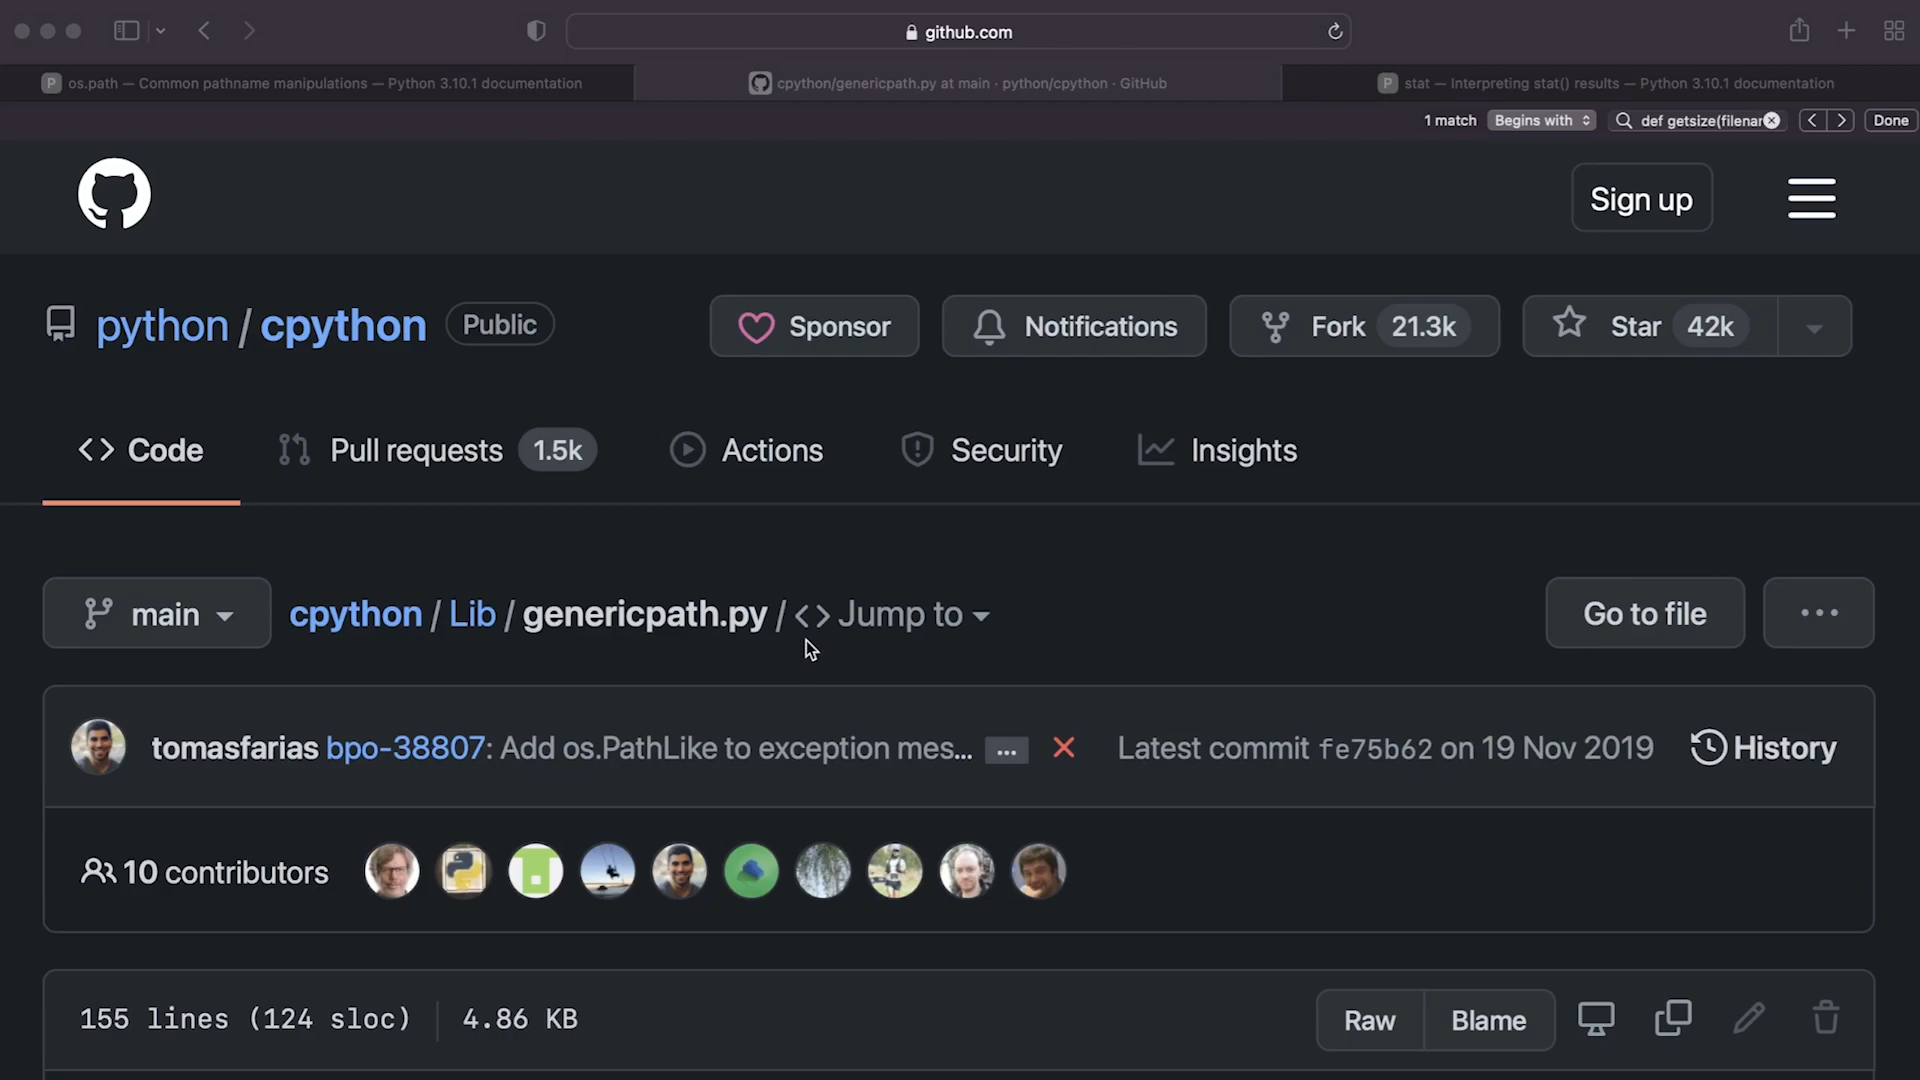 github.com
os.path — Common pathname manipulations — Python 3.10.1 documentation
cpython/genericpath.py at main · python/cpython · GitHub
stat — Interpreting stat() results — Python 3.10.1 documentation
1 match
Begins with
def getsize(filenar
Done
Sign up
python / cpython
Public
Sponsor
Notifications
Fork 21.3k
Star 42k
Code
Pull requests 1.5k
Actions
Security
Insights
main
cpython / Lib / genericpath.py / <> Jump to
Go to file
...
tomasfarias bpo-38807: Add os.PathLike to exception mes... ...
Latest commit fe75b62 on 19 Nov 2019
History
10 contributors
155 lines (124 sloc)
4.86 KB
Raw
Blame